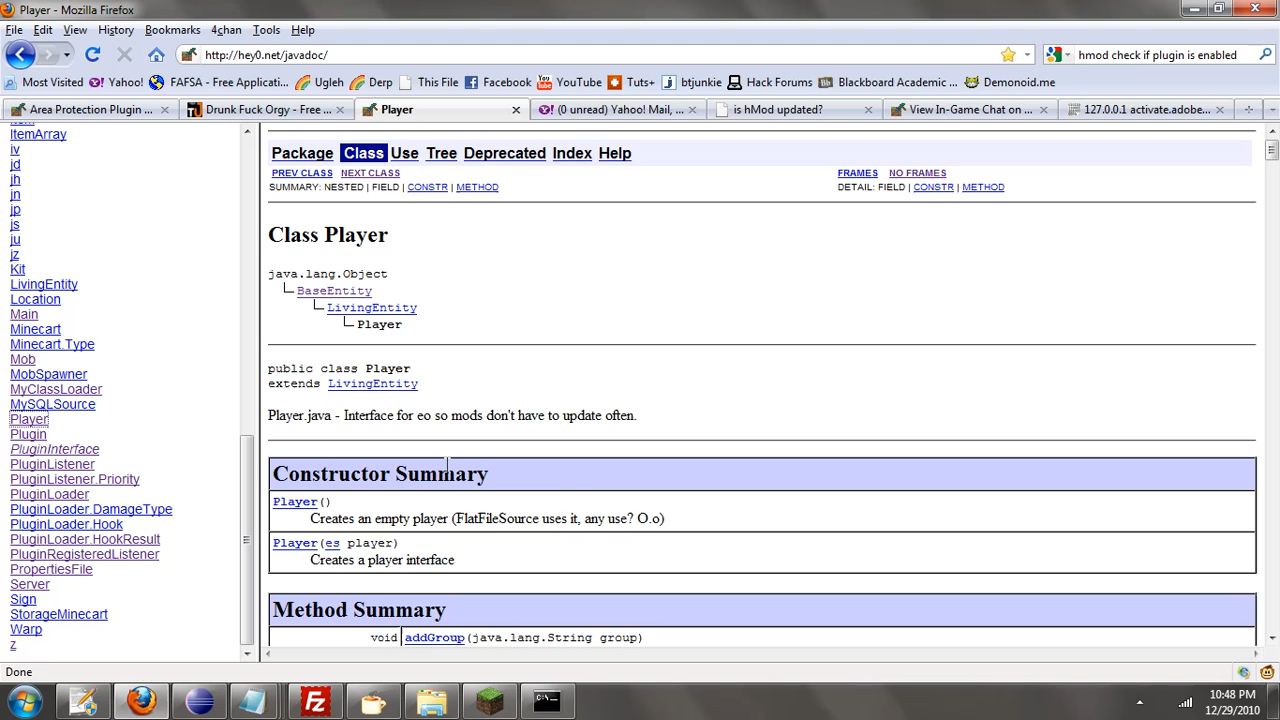 Player - Mozilla Firefox
File Edit View History Bookmarks 4chan Tools Help
http://hey0.net/javadoc/
hmod check if plugin is enabled
Most Visited Yahoo! FAFSA - Free Applicati... Ugleh Derp This File Facebook YouTube Tuts+ btjunkie Hack Forums Blackboard Academic ... Demonoid.me
Area Protection Plugin ... Drunk Fuck Orgy - Free ... Player (0 unread) Yahoo! Mail, ... is hMod updated? View In-Game Chat on ... 127.0.0.1 activate.adobe...
ItemArray
iv
jd
jh
jn
jp
js
ju
jz
Kit
LivingEntity
Location
Main
Minecart
Minecart.Type
Mob
MobSpawner
MyClassLoader
MySQLSource
Player
Plugin
PluginInterface
PluginListener
PluginListener.Priority
PluginLoader
PluginLoader.DamageType
PluginLoader.Hook
PluginLoader.HookResult
PluginRegisteredListener
PropertiesFile
Server
Sign
StorageMinecart
Warp
z
Package Class Use Tree Deprecated Index Help
PREV CLASS NEXT CLASS
FRAMES NO FRAMES
SUMMARY: NESTED | FIELD | CONSTR | METHOD
DETAIL: FIELD | CONSTR | METHOD
Class Player
java.lang.Object
BaseEntity
LivingEntity
Player
public class Player
extends LivingEntity
Player.java - Interface for eo so mods don't have to update often.
Constructor Summary
Player()
Creates an empty player (FlatFileSource uses it, any use? O.o)
Player(es player)
Creates a player interface
Method Summary
void addGroup(java.lang.String group)
Done
10:48 PM
12/29/2010